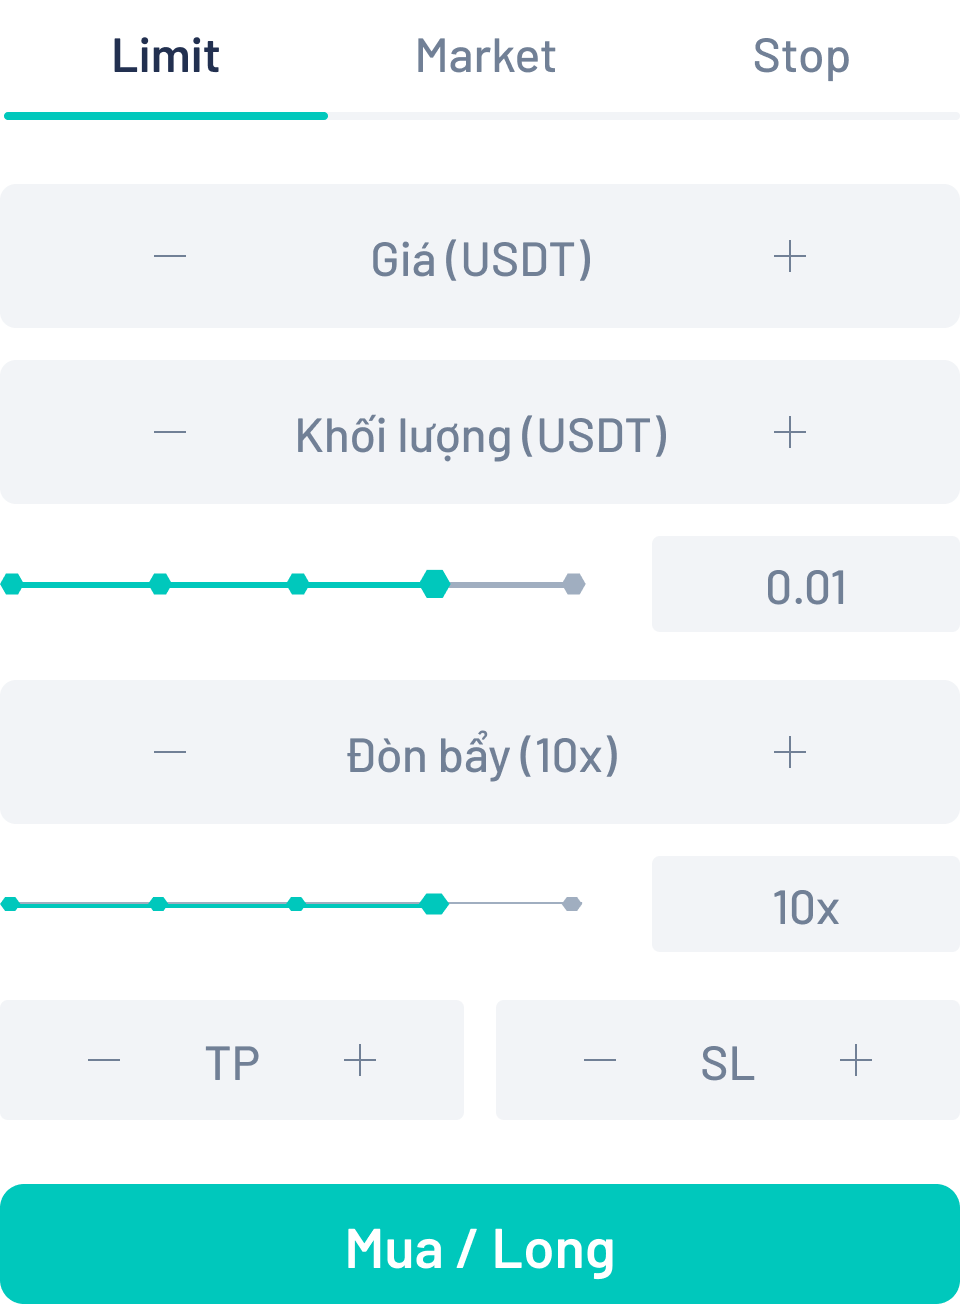 Limit Market Stop
Giá (USDT)
Khối lượng (USDT)
0.01
Đòn bẩy (10x)
10x
TP SL
Mua / Long